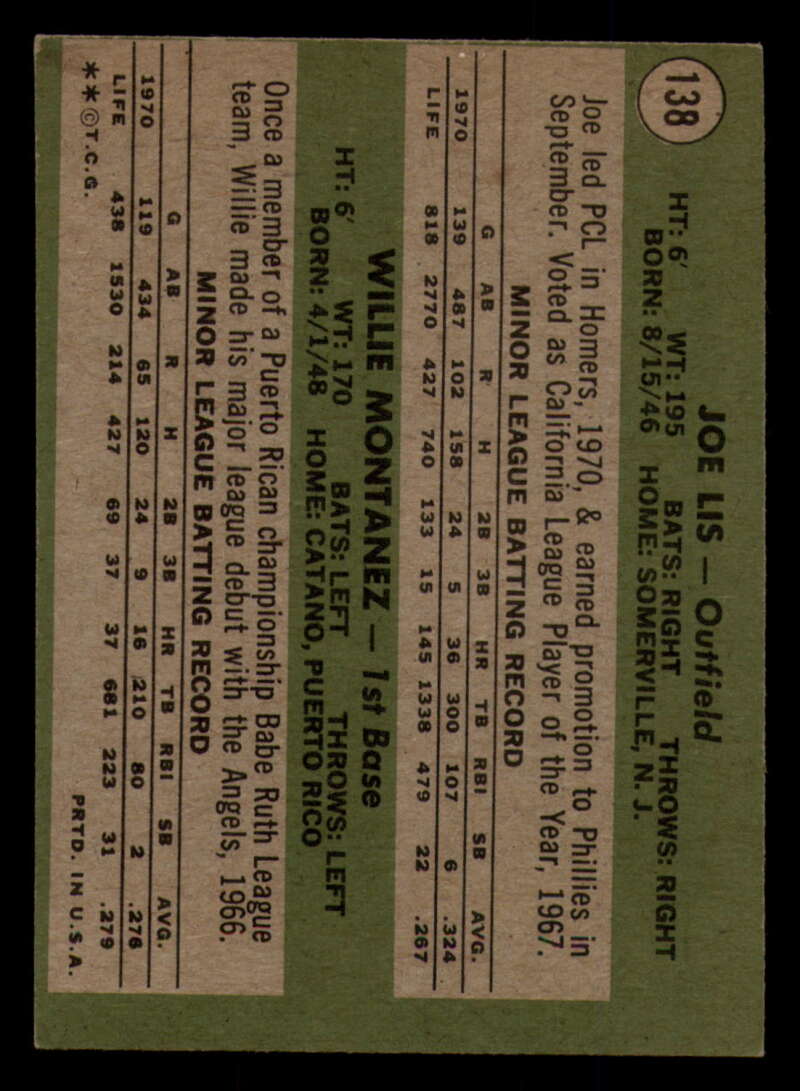 138
JOE LIS — Outfield
HT: 6′ WT: 195 BATS: RIGHT THROWS: RIGHT
BORN: 8/15/46 HOME: SOMERVILLE, N. J.
Joe led PCL in Homers, 1970, & earned promotion to Phillies in
September. Voted as California League Player of the Year, 1967.
MINOR LEAGUE BATTING RECORD
G AB R H 2B 3B HR TB RBI SB AVG.
1970 139 487 102 158 24 5 36 300 107 6 .324
LIFE 818 2770 427 740 133 15 145 1338 479 22 .267
WILLIE MONTANEZ — 1st Base
HT: 6′ WT: 170 BATS: LEFT THROWS: LEFT
BORN: 4/1/48 HOME: CATANO, PUERTO RICO
Once a member of a Puerto Rican championship Babe Ruth League
team, Willie made his major league debut with the Angels, 1966.
MINOR LEAGUE BATTING RECORD
G AB R H 2B 3B HR TB RBI SB AVG.
1970 119 434 65 120 24 9 16 210 80 2 .276
LIFE 438 1530 214 427 69 37 37 681 223 31 .279
**©T.C.G. PRTD. IN U.S.A.